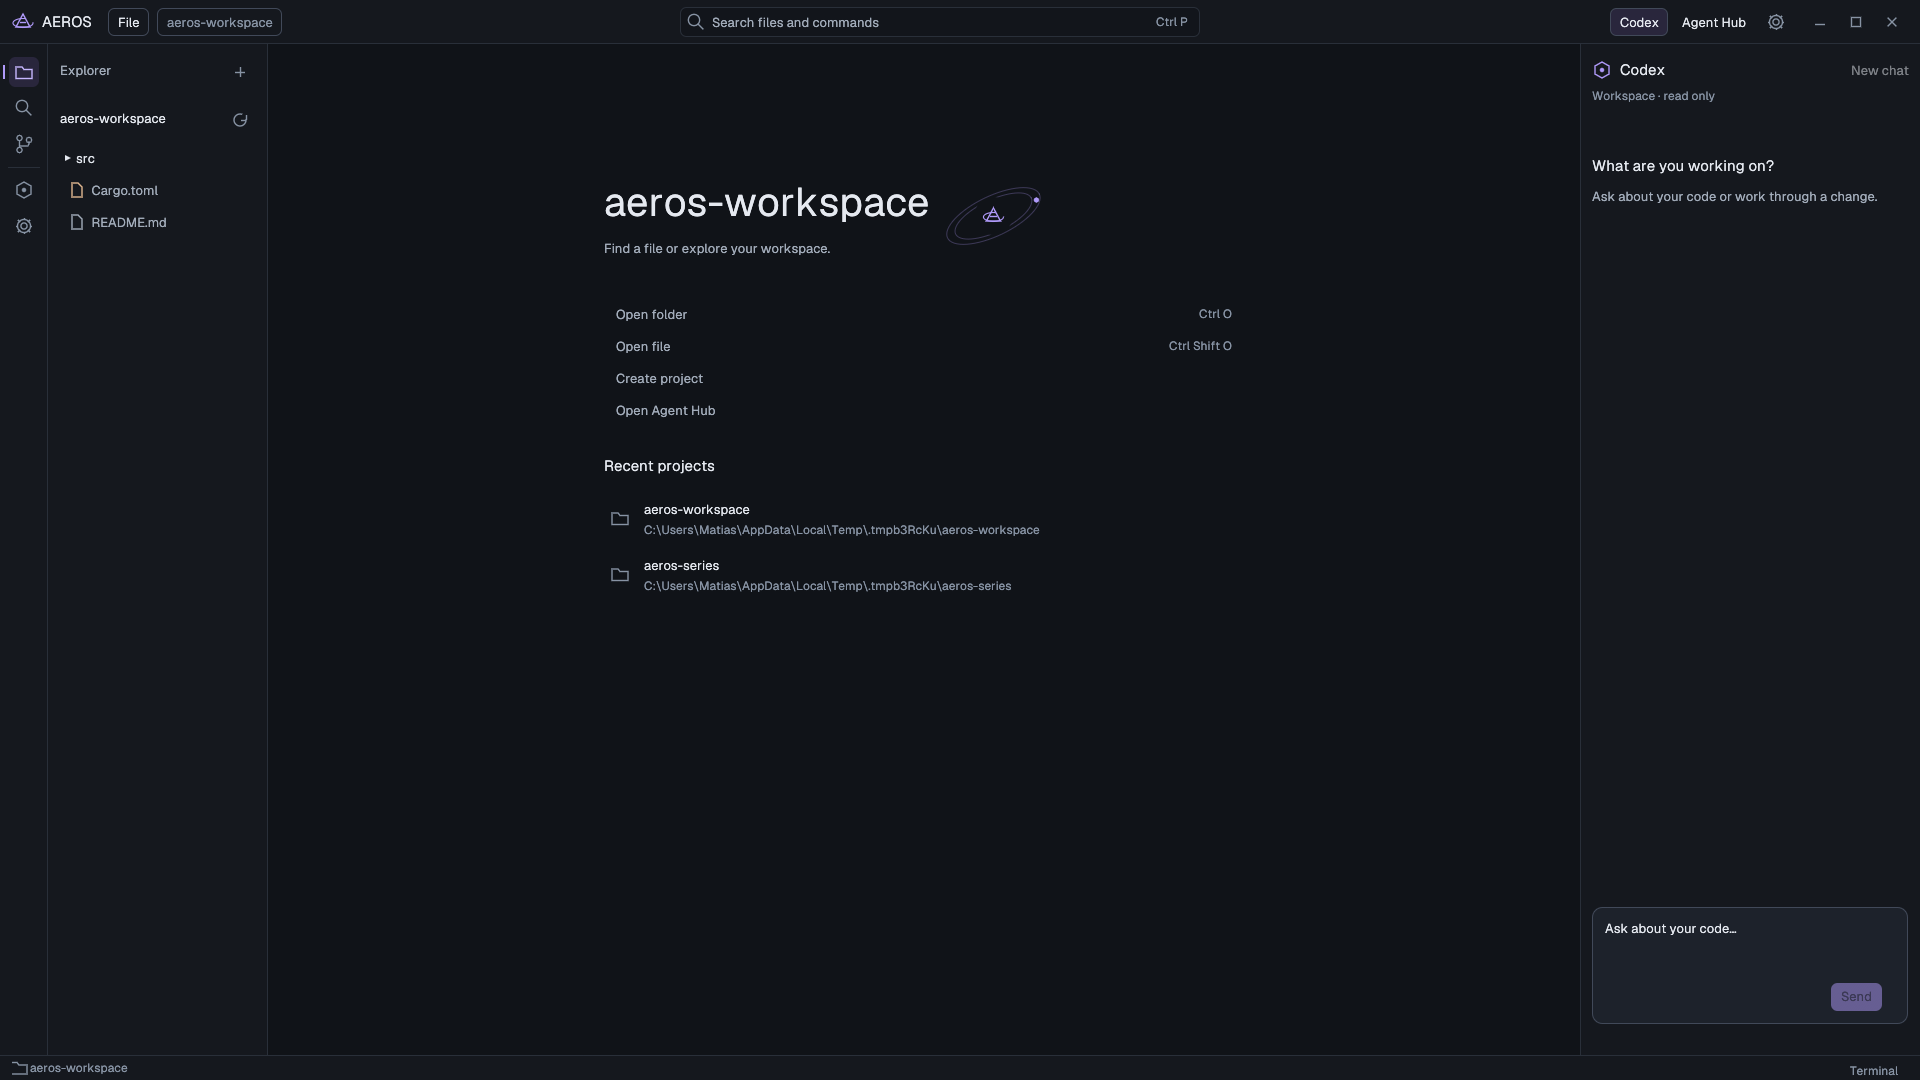 AEROS
File
aeros-workspace
Search files and commands
Ctrl P
Codex
Agent Hub
Explorer
aeros-workspace
src
Cargo.toml
README.md
aeros-workspace
Find a file or explore your workspace.
Open folder
Ctrl O
Open file
Ctrl Shift O
Create project
Open Agent Hub
Recent projects
aeros-workspace
C:\Users\Matias\AppData\Local\Temp\.tmpb3RcKu\aeros-workspace
aeros-series
C:\Users\Matias\AppData\Local\Temp\.tmpb3RcKu\aeros-series
Codex
New chat
Workspace · read only
What are you working on?
Ask about your code or work through a change.
Ask about your code…
Send
aeros-workspace
Terminal